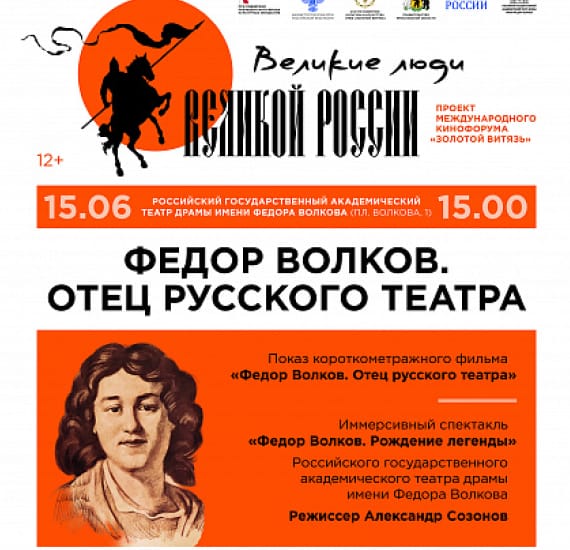 РОССИИ
Великие люди
ВЕЛИКОЙ РОССИИ
ПРОЕКТ
МЕЖДУНАРОДНОГО
КИНОФОРУМА
«ЗОЛОТОЙ ВИТЯЗЬ»
12+
15.06
РОССИЙСКИЙ ГОСУДАРСТВЕННЫЙ АКАДЕМИЧЕСКИЙ
ТЕАТР ДРАМЫ ИМЕНИ ФЕДОРА ВОЛКОВА (ПЛ. ВОЛКОВА, 1)
15.00
ФЕДОР ВОЛКОВ.
ОТЕЦ РУССКОГО ТЕАТРА
Показ короткометражного фильма
«Федор Волков. Отец русского театра»
Иммерсивный спектакль
«Федор Волков. Рождение легенды»
Российского государственного
академического театра драмы
имени Федора Волкова
Режиссер Александр Созонов